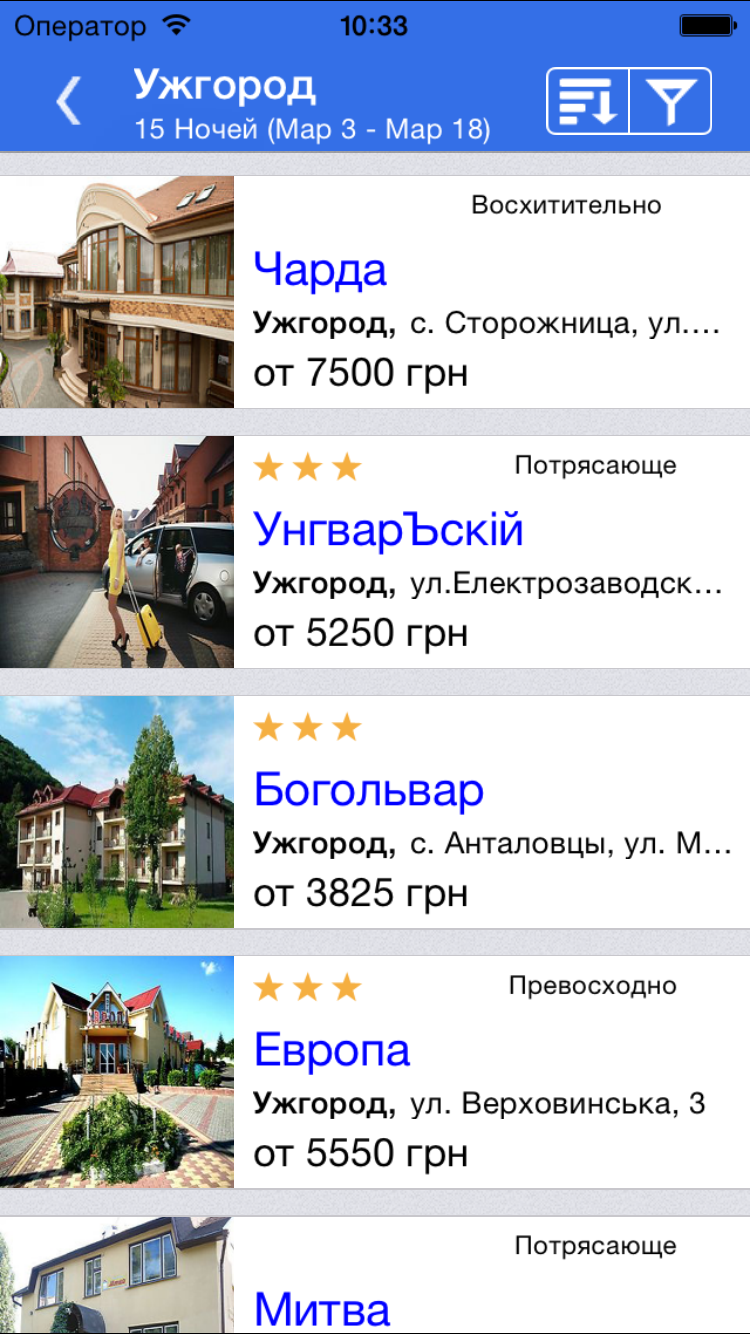 Оператор 10:33
Ужгород
15 Ночей (Мар 3 - Мар 18)
Восхитительно
Чарда
Ужгород, с. Сторожница, ул....
от 7500 грн
Потрясающе
УнгварЪскій
Ужгород, ул.Електрозаводск...
от 5250 грн
Богольвар
Ужгород, с. Анталовцы, ул. М...
от 3825 грн
Превосходно
Европа
Ужгород, ул. Верховинська, 3
от 5550 грн
Потрясающе
Митва